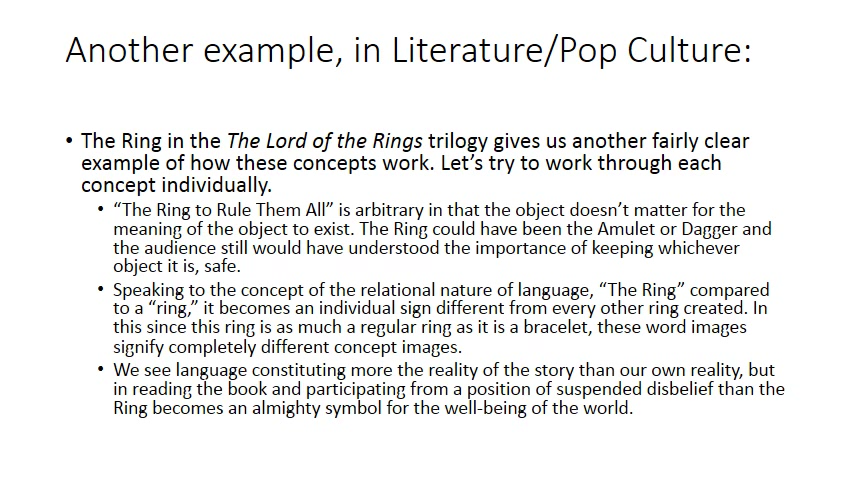 Another example, in Literature/Pop Culture:
• The Ring in the The Lord of the Rings trilogy gives us another fairly clear
example of how these concepts work. Let’s try to work through each
concept individually.
• “The Ring to Rule Them All” is arbitrary in that the object doesn’t matter for the
meaning of the object to exist. The Ring could have been the Amulet or Dagger and
the audience still would have understood the importance of keeping whichever
object it is, safe.
• Speaking to the concept of the relational nature of language, “The Ring” compared
to a “ring,” it becomes an individual sign different from every other ring created. In
this since this ring is as much a regular ring as it is a bracelet, these word images
signify completely different concept images.
• We see language constituting more the reality of the story than our own reality, but
in reading the book and participating from a position of suspended disbelief than the
Ring becomes an almighty symbol for the well-being of the world.